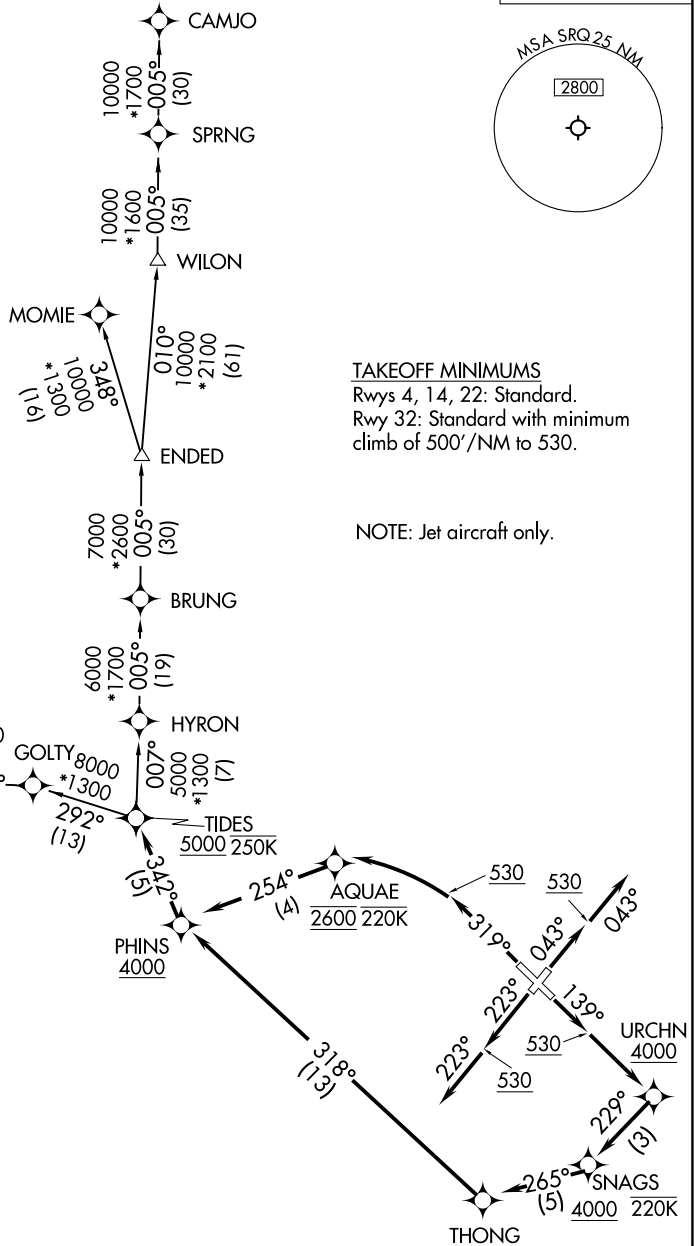 CAMJO
10000
*1700
005°
(30)
SPRNG
10000
*1600
005°
(35)
WILON
MOMIE
348°
10000
*1300
(16)
010°
10000
*2100
(61)
ENDED
7000
*2600
005°
(30)
BRUNG
6000
*1700
005°
(19)
HYRON
GOLTY
8000
*1300
292°
(13)
007°
5000
*1300
(7)
TIDES
5000 250K
342°
(5)
PHINS
4000
254°
(4)
AQUAE
2600 220K
318°
(13)
319°
530
530
043°
043°
223°
223°
530
139°
530
URCHN
4000
229°
(3)
SNAGS
4000 220K
265°
(5)
THONG
MSA SRQ 25 NM
2800
TAKEOFF MINIMUMS
Rwys 4, 14, 22: Standard.
Rwy 32: Standard with minimum
climb of 500'/NM to 530.
NOTE: Jet aircraft only.